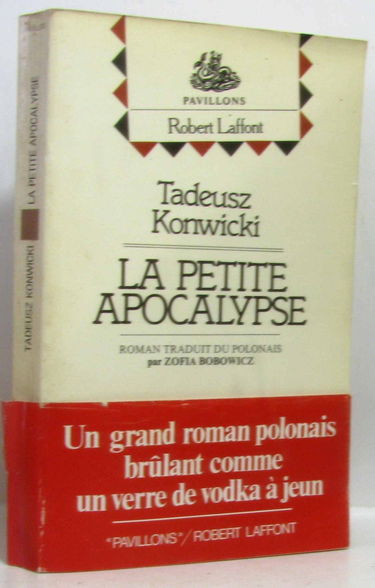 PAVILLONS
Robert Laffont
Tadeusz
Konwicki
LA PETITE
APOCALYPSE
ROMAN TRADUIT DU POLONAIS
par ZOFIA BOBOWICZ
Un grand roman polonais
brûlant comme
un verre de vodka à jeun
"PAVILLONS"/ROBERT LAFFONT
TADEUSZ KONWICKI LA PETITE APOCALYPSE